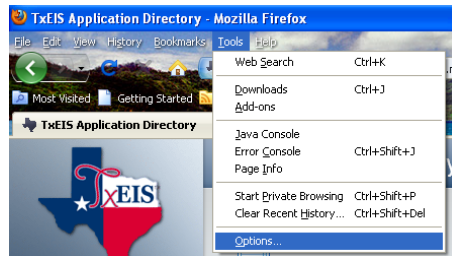 TxEIS Application Directory - Mozilla Firefox
File Edit View History Bookmarks Tools Help
Web Search Ctrl+K
Downloads Ctrl+J
Add-ons
Most Visited Getting Started
TxEIS Application Directory
Java Console
Error Console Ctrl+Shift+J
Page Info
TxEIS
Start Private Browsing Ctrl+Shift+P
Clear Recent History... Ctrl+Shift+Del
Options...